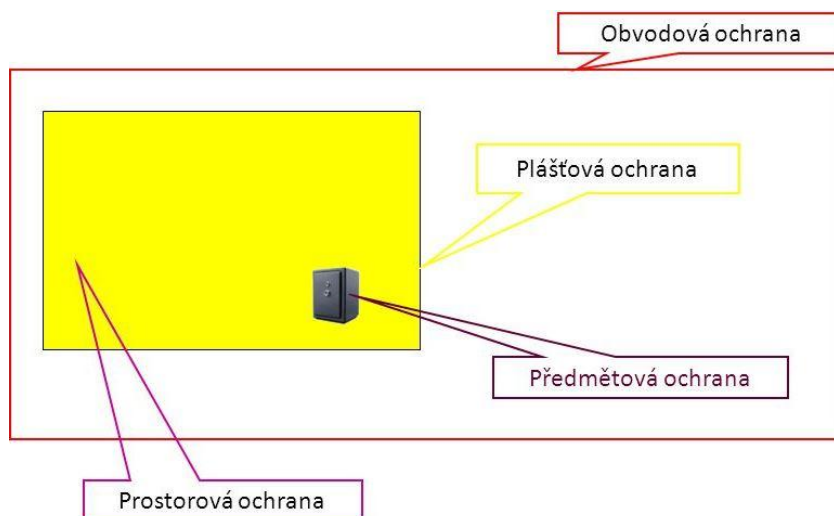 Obvodová ochrana
Plášťová ochrana
Předmětová ochrana
Prostorová ochrana